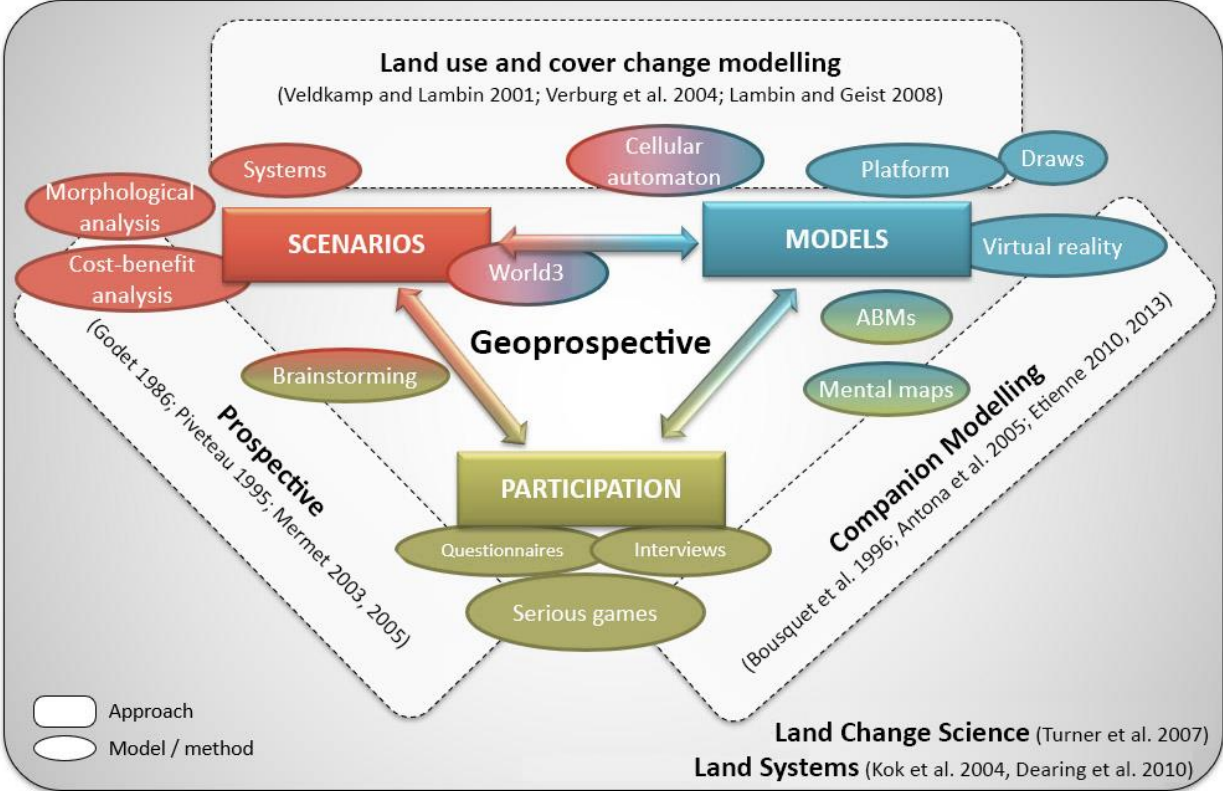 Land use and cover change modelling
(Veldkamp and Lambin 2001; Verburg et al. 2004; Lambin and Geist 2008)
Systems
Cellular
automaton
Platform
Draws
Morphological
analysis
SCENARIOS
MODELS
Virtual reality
Cost-benefit
analysis
World3
Geoprospective
ABMs
Brainstorming
Mental maps
Prospective
(Godet 1986; Piveteau 1995; Mermet 2003, 2005)
Companion Modelling
(Bousquet et al. 1996; Antona et al. 2005; Etienne 2010, 2013)
PARTICIPATION
Questionnaires
Interviews
Serious games
Approach
Model / method
Land Change Science (Turner et al. 2007)
Land Systems (Kok et al. 2004, Dearing et al. 2010)